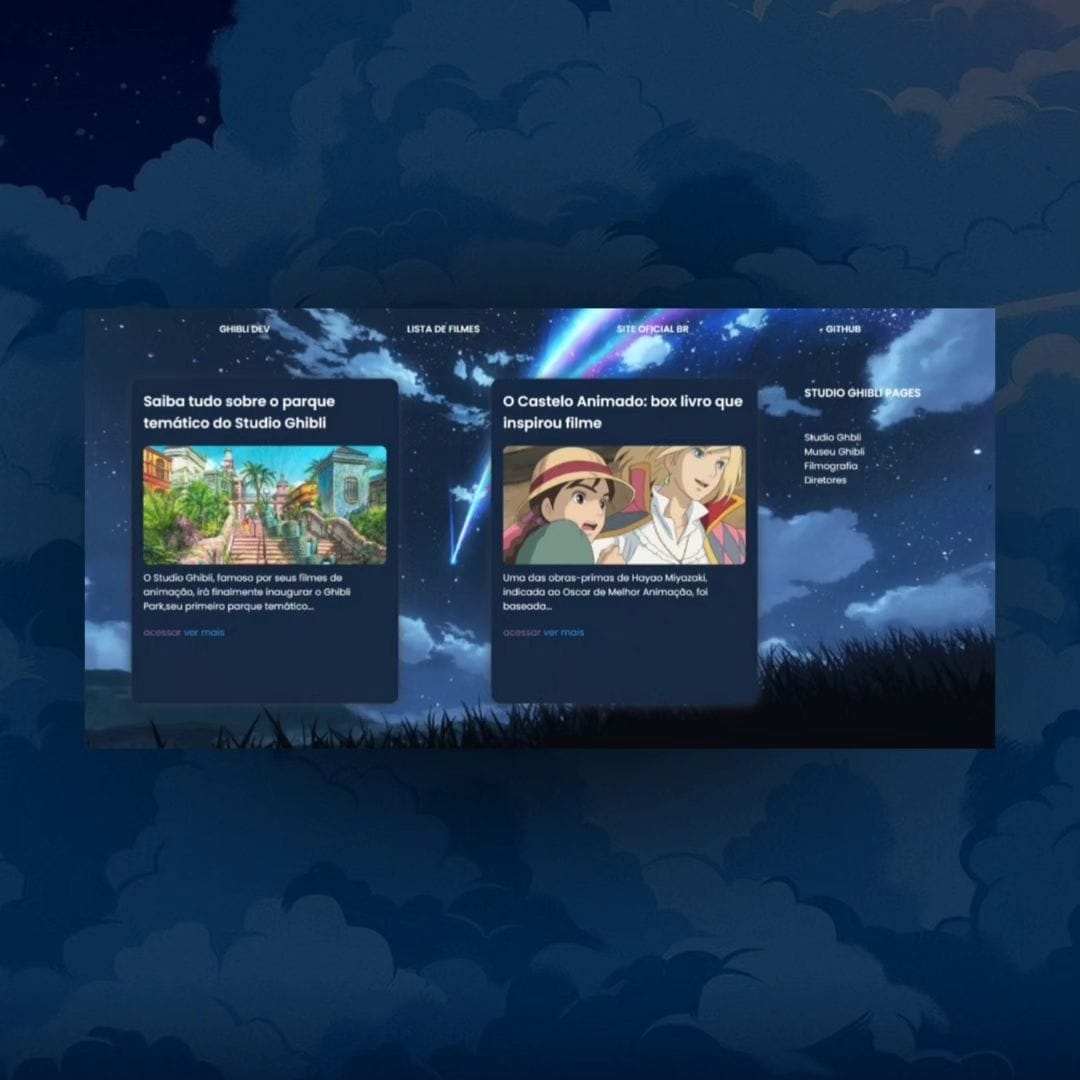 GHIBLI DEV LISTA DE FILMES SITE OFICIAL BR GITHUB
Saiba tudo sobre o parque
temático do Studio Ghibli
O Studio Ghibli, famoso por seus filmes de
animação, irá finalmente inaugurar o Ghibli
Park,seu primeiro parque temático...
acessar ver mais
O Castelo Animado: box livro que
inspirou filme
Uma das obras-primas de Hayao Miyazaki,
indicada ao Oscar de Melhor Animação, foi
baseada...
acessar ver mais
STUDIO GHIBLI PAGES
Studio Ghbli
Museu Ghibli
Filmografia
Diretores